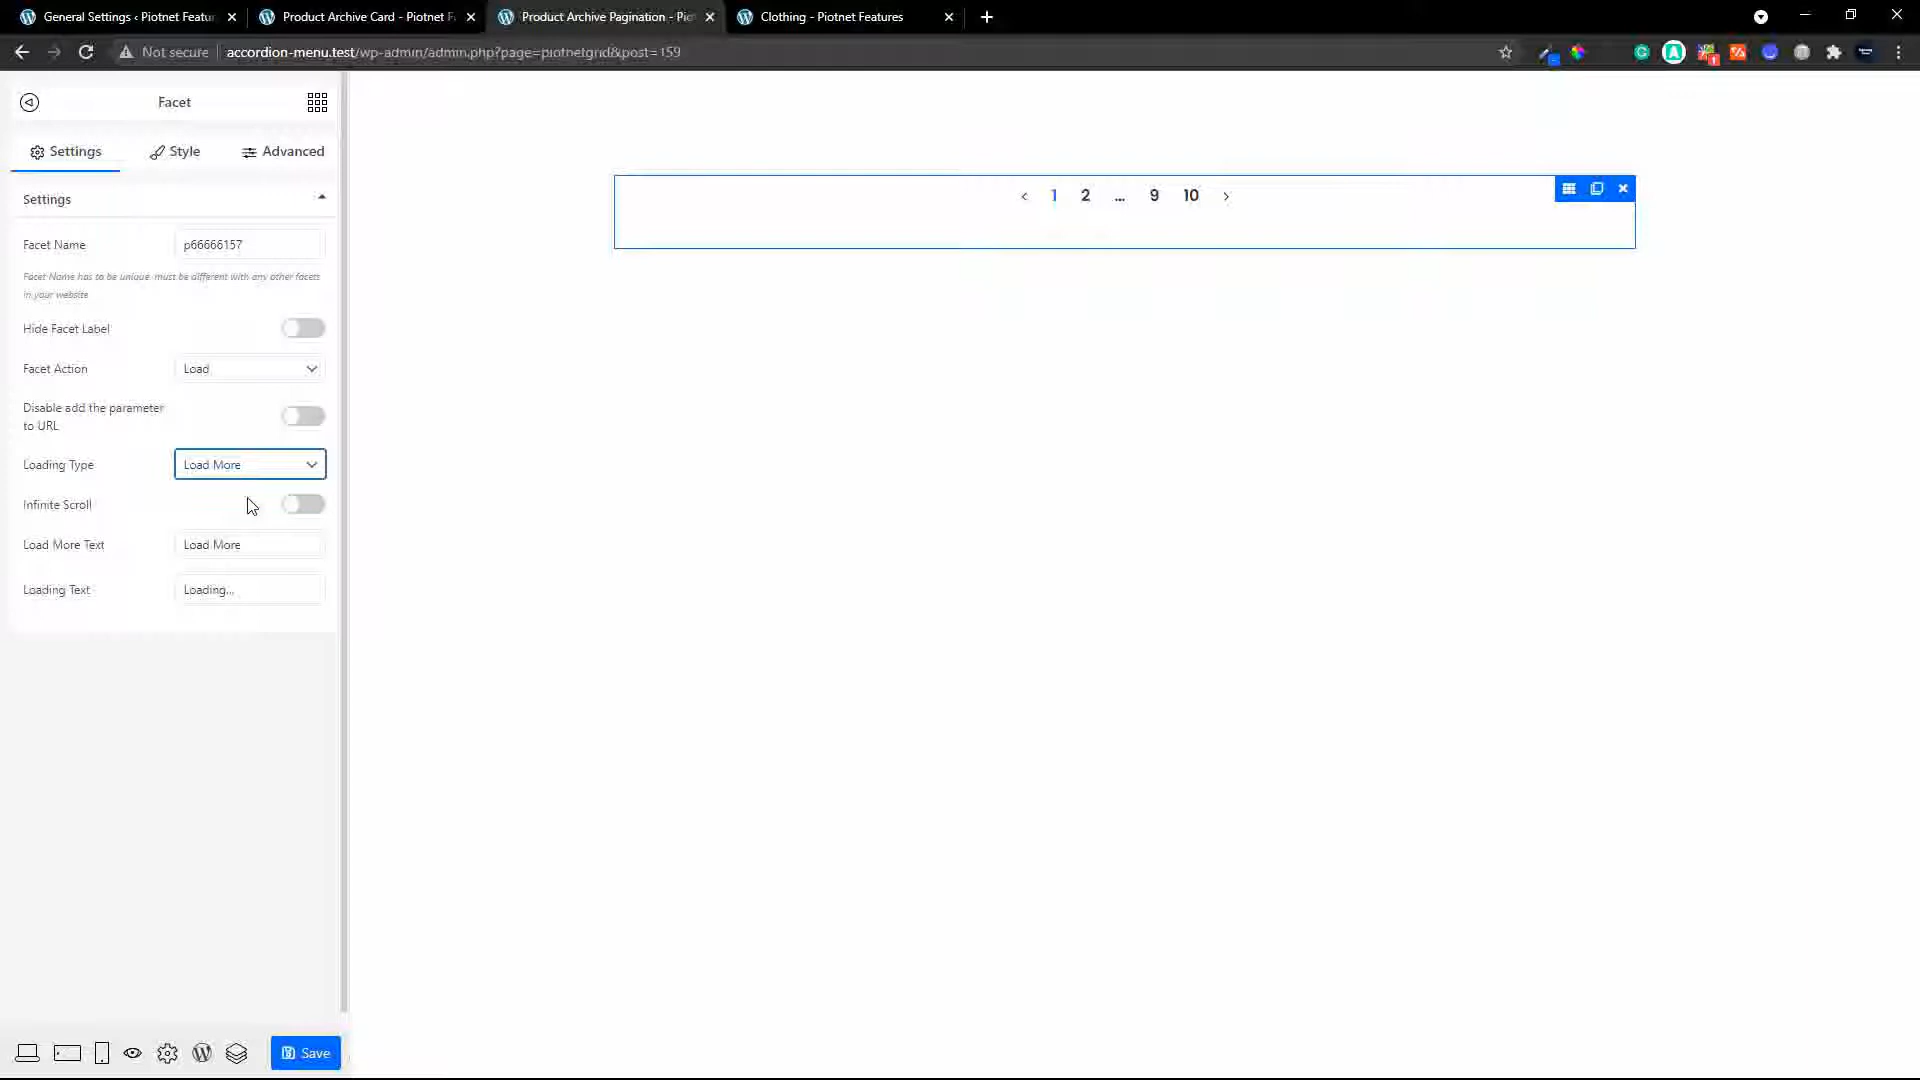 General Settings ‹ Piotnet Featu
Product Archive Card - Piotnet F
Product Archive Pagination - Pio
Clothing - Piotnet Features
Not secure
accordion-menu.test/wp-admin/admin.php?page=piotnetgrid&post=159
Facet
Settings
Style
Advanced
Settings
Facet Name
p66666157
Facet Name has to be unique, must be different with any other facets
in your website
Hide Facet Label
Facet Action
Load
Disable add the parameter
to URL
Loading Type
Load More
Infinite Scroll
Load More Text
Load More
Loading Text
Loading...
Save
‹ 1 2 ... 9 10 ›